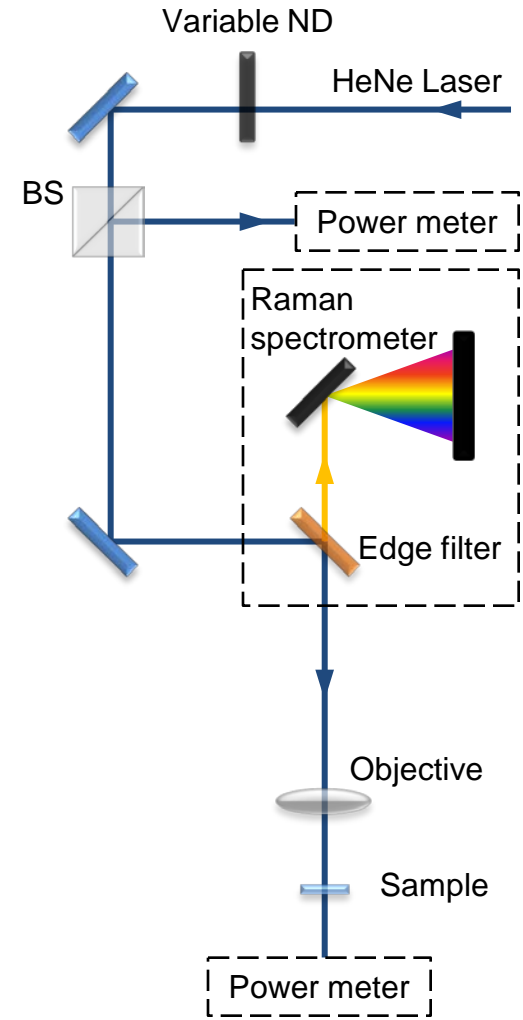 Variable ND
HeNe Laser
BS
Power meter
Raman
spectrometer
Edge filter
Objective
Sample
Power meter